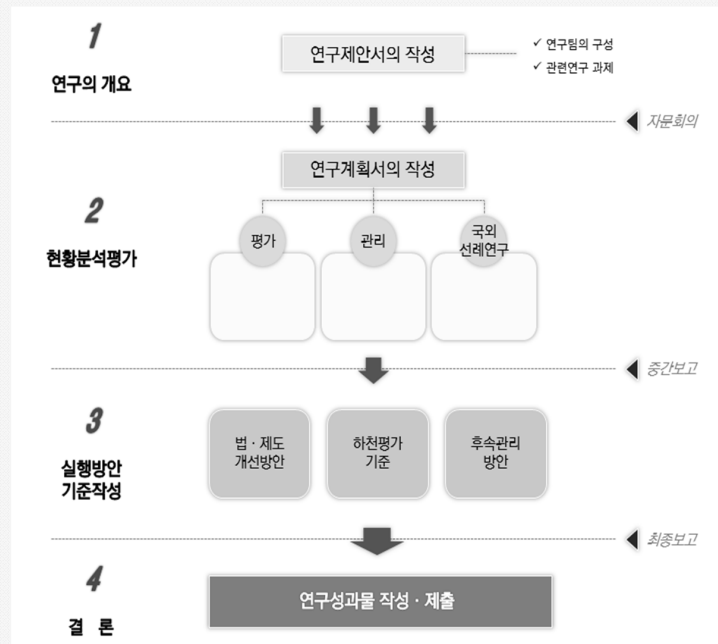 1
연구의 개요
연구제안서의 작성
✓ 연구팀의 구성
✓ 관련연구 과제
자문회의
연구계획서의 작성
2
현황분석평가
평가
관리
국외
선례연구
중간보고
3
실행방안
기준작성
법 · 제도
개선방안
하천평가
기준
후속관리
방안
최종보고
4
결 론
연구성과물 작성 · 제출